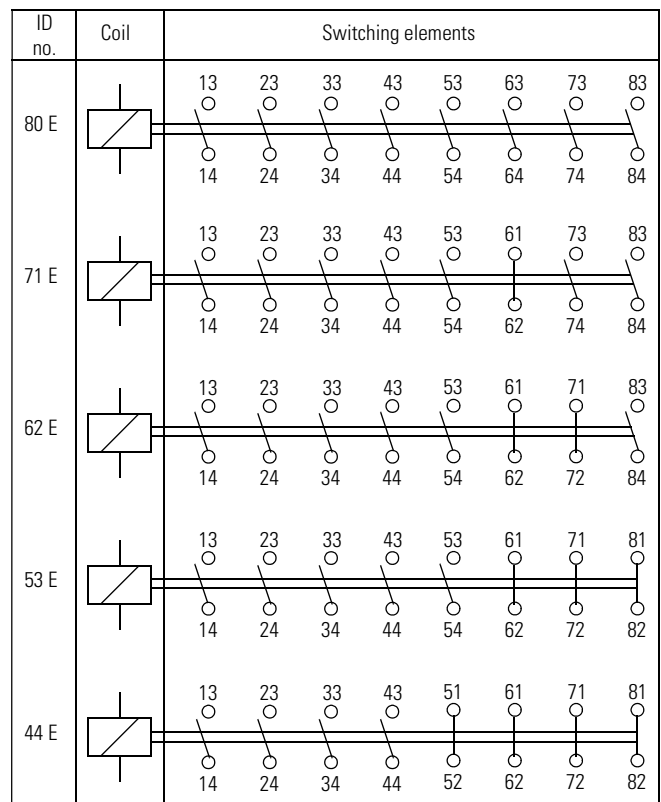 ID
no.
Coil
Switching elements
13 23 33 43 53 63 73 83
80 E
14 24 34 44 54 64 74 84
13 23 33 43 53 61 73 83
71 E
14 24 34 44 54 62 74 84
13 23 33 43 53 61 71 83
62 E
14 24 34 44 54 62 72 84
13 23 33 43 53 61 71 81
53 E
14 24 34 44 54 62 72 82
13 23 33 43 51 61 71 81
44 E
14 24 34 44 52 62 72 82